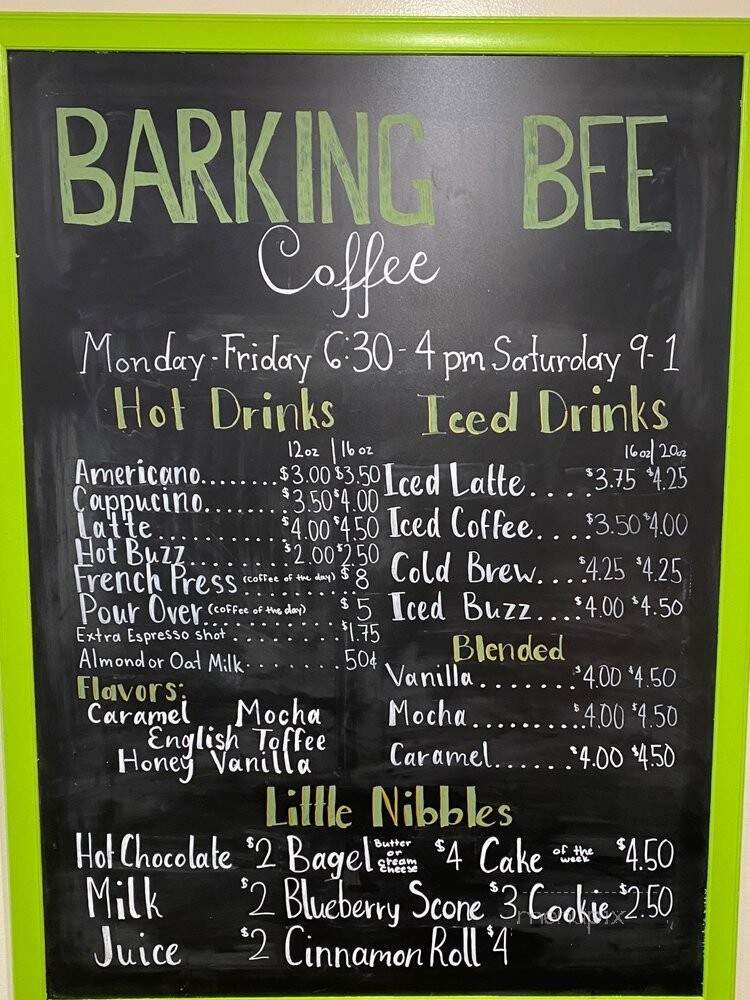 BARKING BEE
Coffee
Monday-Friday 6:30-4pm Saturday 9-1
Hot Drinks
12oz | 16oz
Americano........$3.00 $3.50
Cappucino........$3.50 $4.00
Latte............$4.00 $4.50
Hot Buzz.........$2.00 $2.50
French Press (coffee of the day) $8
Pour Over (coffee of the day) $5
Extra Espresso shot..........$1.75
Almond or Oat Milk........50¢
Flavors:
Caramel Mocha
English Toffee
Honey Vanilla
Iced Drinks
16oz | 20oz
Iced Latte....$3.75 $4.25
Iced Coffee....$3.50 $4.00
Cold Brew....$4.25 $4.25
Iced Buzz....$4.00 $4.50
Blended
Vanilla.......$4.00 $4.50
Mocha.........$4.00 $4.50
Caramel......$4.00 $4.50
Little Nibbles
Hot Chocolate $2 Bagel Butter or cream cheese $4 Cake of the week $4.50
Milk $2 Blueberry Scone $3 Cookie $2.50
Juice $2 Cinnamon Roll $4
menupix